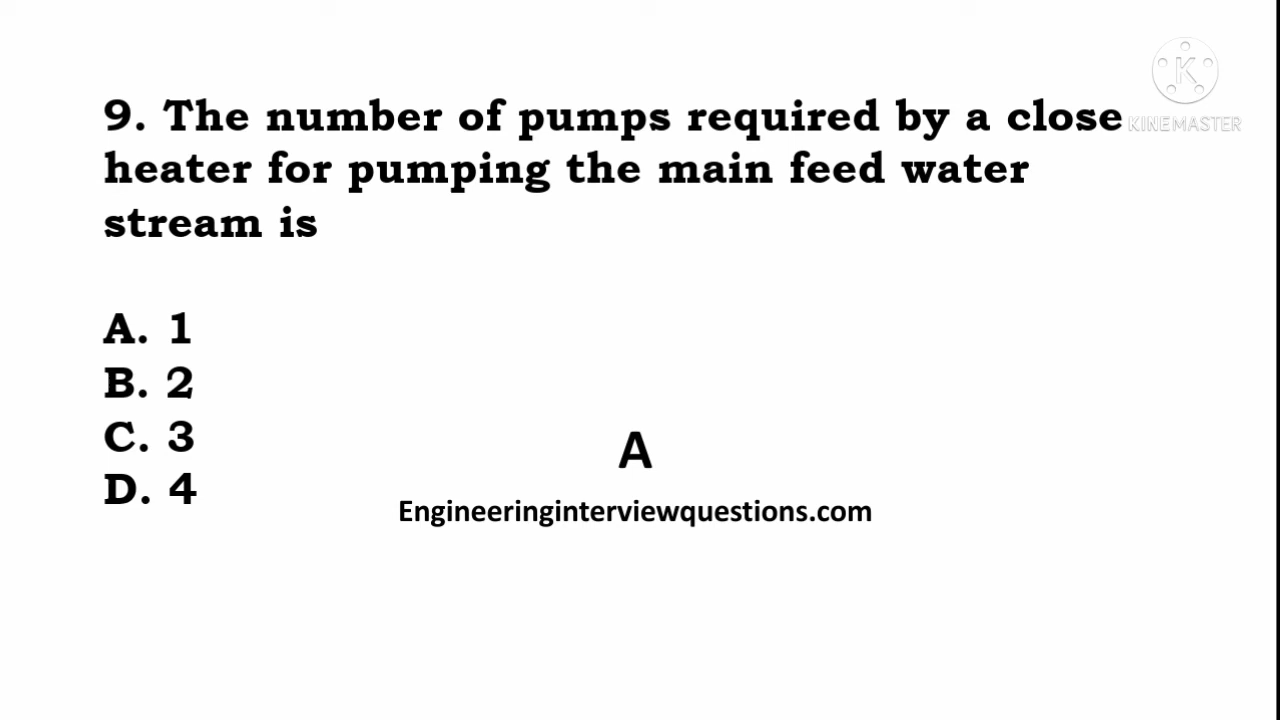 9. The number of pumps required by a close
heater for pumping the main feed water
stream is
A. 1
B. 2
C. 3
D. 4
A
Engineeringinterviewquestions.com
K
KINEMASTER